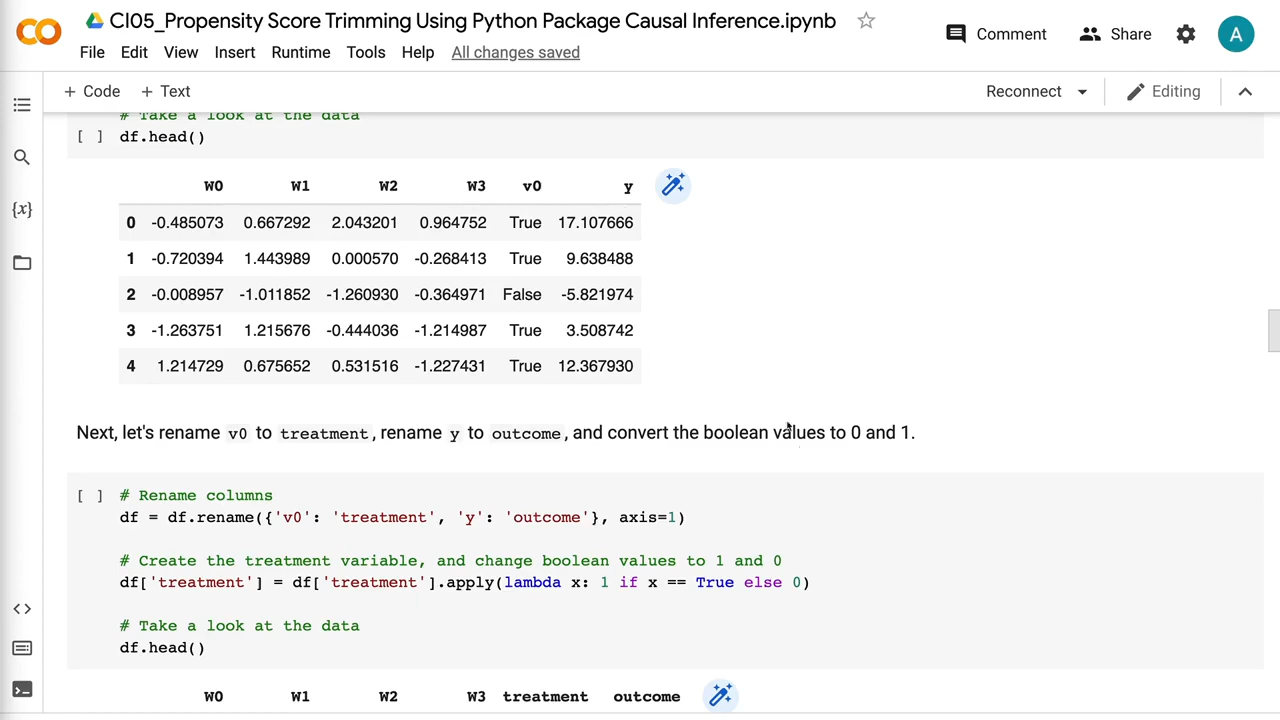 CI05_Propensity Score Trimming Using Python Package Causal Inference.ipynb
Comment Share A
File Edit View Insert Runtime Tools Help All changes saved
+ Code + Text Reconnect Editing
# Take a look at the data
[ ] df.head()
W0 W1 W2 W3 v0 y
0 -0.485073 0.667292 2.043201 0.964752 True 17.107666
1 -0.720394 1.443989 0.000570 -0.268413 True 9.638488
2 -0.008957 -1.011852 -1.260930 -0.364971 False -5.821974
3 -1.263751 1.215676 -0.444036 -1.214987 True 3.508742
4 1.214729 0.675652 0.531516 -1.227431 True 12.367930
Next, let's rename v0 to treatment, rename y to outcome, and convert the boolean values to 0 and 1.
[ ] # Rename columns
df = df.rename({'v0': 'treatment', 'y': 'outcome'}, axis=1)
# Create the treatment variable, and change boolean values to 1 and 0
df['treatment'] = df['treatment'].apply(lambda x: 1 if x == True else 0)
# Take a look at the data
df.head()
W0 W1 W2 W3 treatment outcome